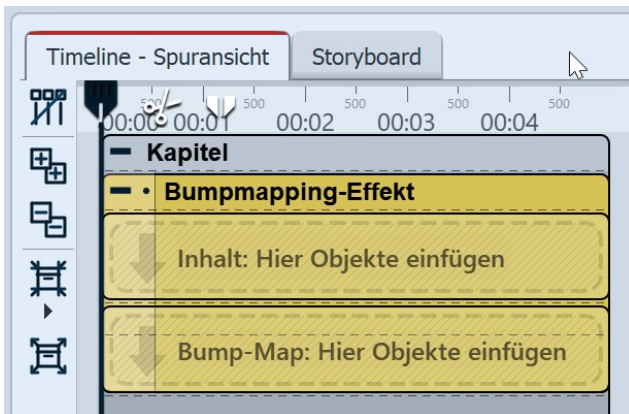 Timeline - Spuransicht Storyboard
500 500 500 500 500
00:00 00:01 00:02 00:03 00:04
Kapitel
Bumpmapping-Effekt
Inhalt: Hier Objekte einfügen
Bump-Map: Hier Objekte einfügen